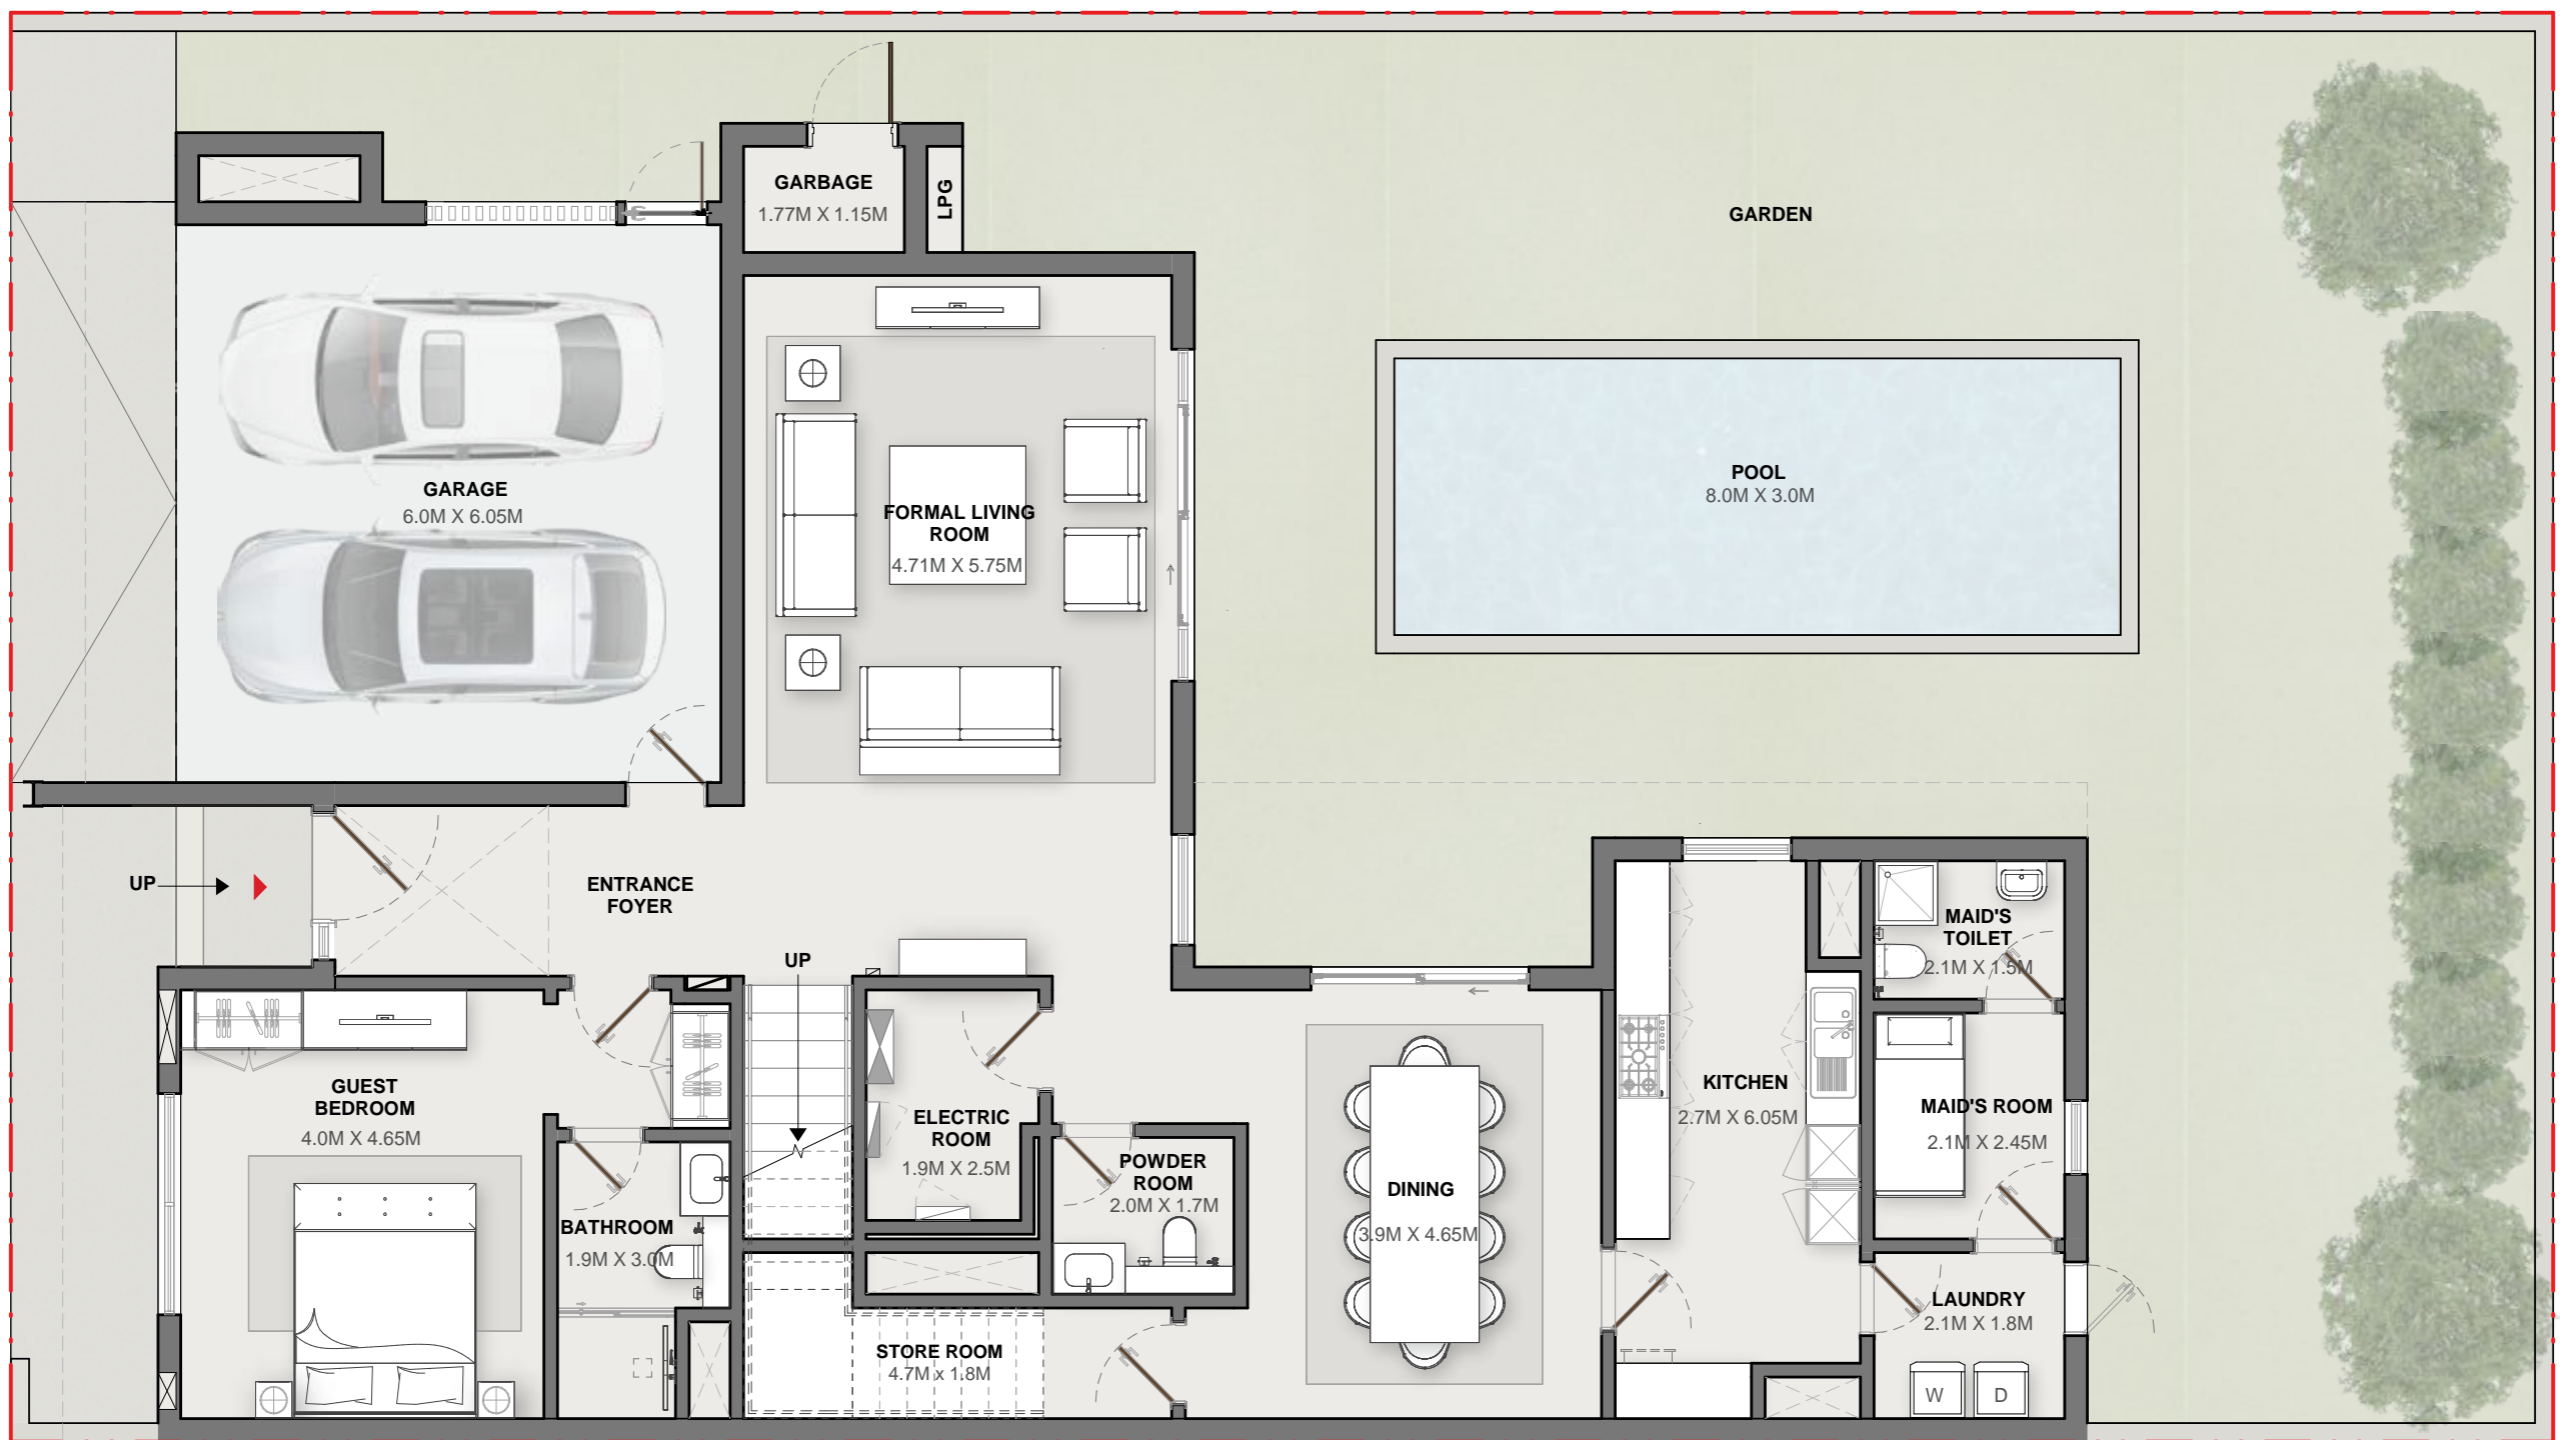 GARBAGE
1.77M X 1.15M
LPG
GARDEN
GARAGE
6.0M X 6.05M
FORMAL LIVING
ROOM
4.71M X 5.75M
POOL
8.0M X 3.0M
UP
ENTRANCE
FOYER
UP
MAID'S
TOILET
2.1M X 1.5M
GUEST
BEDROOM
4.0M X 4.65M
ELECTRIC
ROOM
1.9M X 2.5M
POWDER
ROOM
2.0M X 1.7M
KITCHEN
2.7M X 6.05M
MAID'S ROOM
2.1M X 2.45M
DINING
3.9M X 4.65M
BATHROOM
1.9M X 3.0M
STORE ROOM
4.7M x 1.8M
LAUNDRY
2.1M X 1.8M
W
D